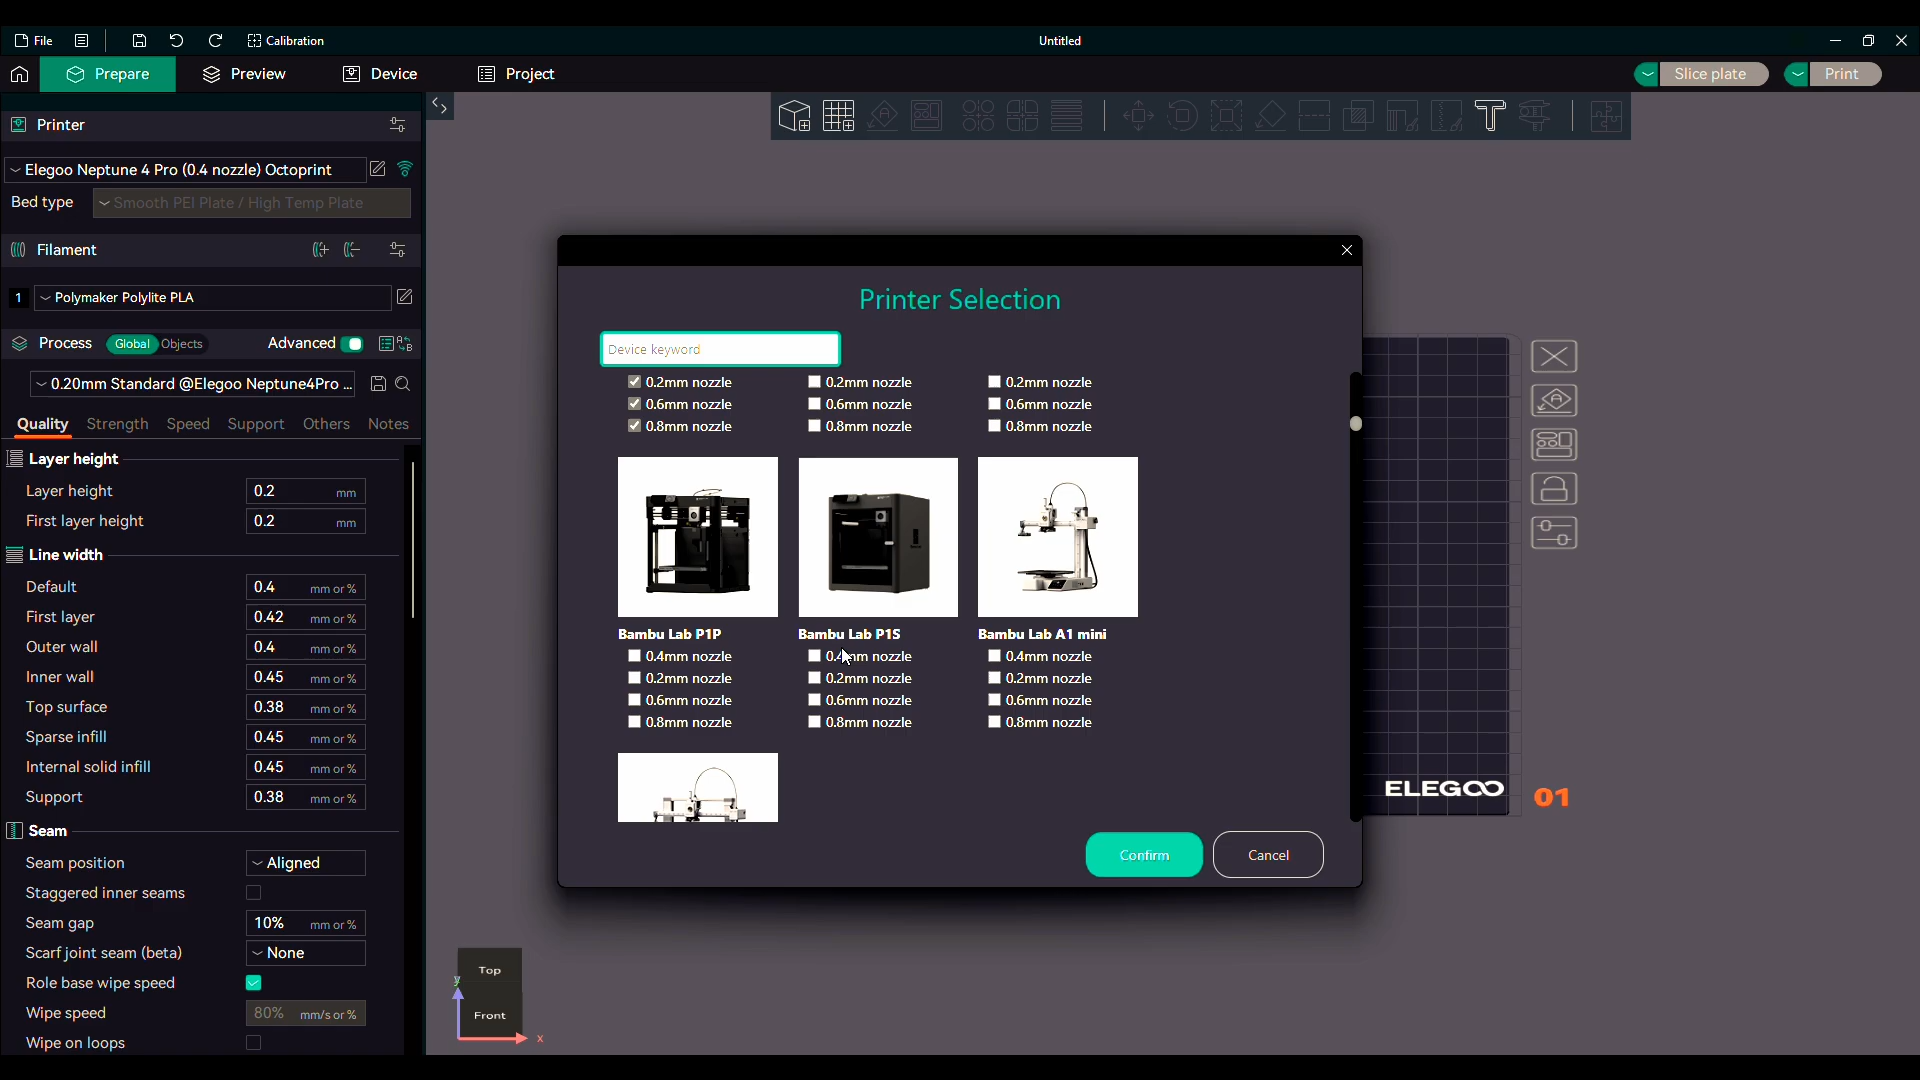 File
Calibration
Untitled
Prepare
Preview
Device
Project
Slice plate
Print
Printer
Elegoo Neptune 4 Pro (0.4 nozzle) Octoprint
Bed type
Smooth PEI Plate / High Temp Plate
Filament
1
Polymaker Polylite PLA
Process
Global
Objects
Advanced
0.20mm Standard @Elegoo Neptune4Pro ...
Quality
Strength
Speed
Support
Others
Notes
Layer height
Layer height 0.2 mm
First layer height 0.2 mm
Line width
Default 0.4 mm or %
First layer 0.42 mm or %
Outer wall 0.4 mm or %
Inner wall 0.45 mm or %
Top surface 0.38 mm or %
Sparse infill 0.45 mm or %
Internal solid infill 0.45 mm or %
Support 0.38 mm or %
Seam
Seam position Aligned
Staggered inner seams
Seam gap 10% mm or %
Scarf joint seam (beta) None
Role base wipe speed
Wipe speed 80% mm/s or %
Wipe on loops
Printer Selection
Device keyword
0.2mm nozzle 0.2mm nozzle 0.2mm nozzle
0.6mm nozzle 0.6mm nozzle 0.6mm nozzle
0.8mm nozzle 0.8mm nozzle 0.8mm nozzle
Bambu Lab P1P Bambu Lab P1S Bambu Lab A1 mini
0.4mm nozzle 0.4mm nozzle 0.4mm nozzle
0.2mm nozzle 0.2mm nozzle 0.2mm nozzle
0.6mm nozzle 0.6mm nozzle 0.6mm nozzle
0.8mm nozzle 0.8mm nozzle 0.8mm nozzle
Confirm
Cancel
ELEGOO
01
Top
Front
y
x